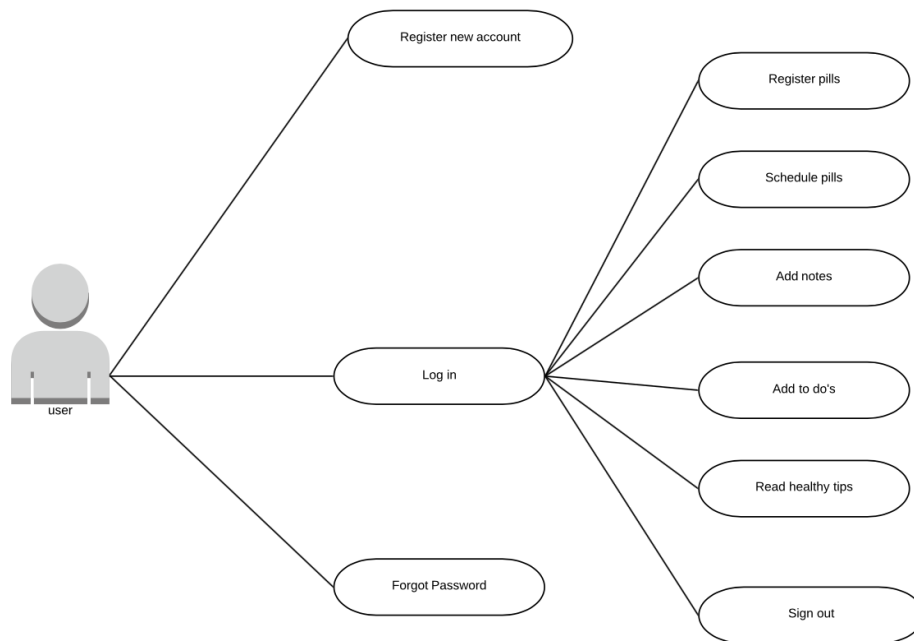 Register new account
Register pills
Schedule pills
Add notes
Log in
Add to do's
user
Read healthy tips
Forgot Password
Sign out